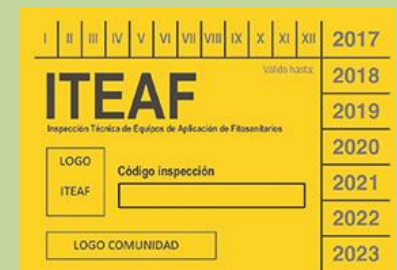 I II III IV V VI VII VIII IX X XI XII 2017
Válido hasta: 2018
ITEAF 2019
Inspección Técnica de Equipos de Aplicación de Fitosanitarios
2020
LOGO
ITEAF
Código inspección
2021
2022
LOGO COMUNIDAD 2023